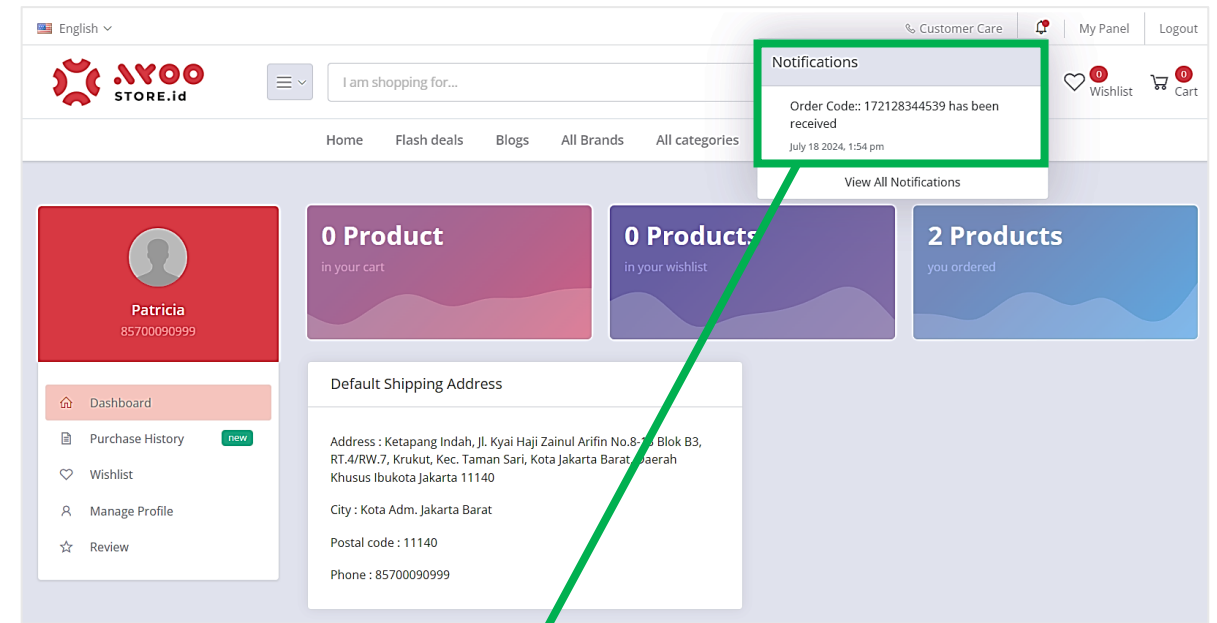 English
Customer Care
My Panel
Logout
AYOO
STORE.id
I am shopping for...
0
Wishlist
0
Cart
Home
Flash deals
Blogs
All Brands
All categories
Notifications
Order Code:: 172128344539 has been
received
July 18 2024, 1:54 pm
View All Notifications
Patricia
85700090999
Dashboard
Purchase History
new
Wishlist
Manage Profile
Review
0 Product
in your cart
0 Products
in your wishlist
2 Products
you ordered
Default Shipping Address
Address : Ketapang Indah, Jl. Kyai Haji Zainul Arifin Blok B3,
RT.4/RW.7, Krukut, Kec. Taman Sari, Kota Jakarta Barat, Daerah
Khusus Ibukota Jakarta 11140
City : Kota Adm. Jakarta Barat
Postal code : 11140
Phone : 85700090999